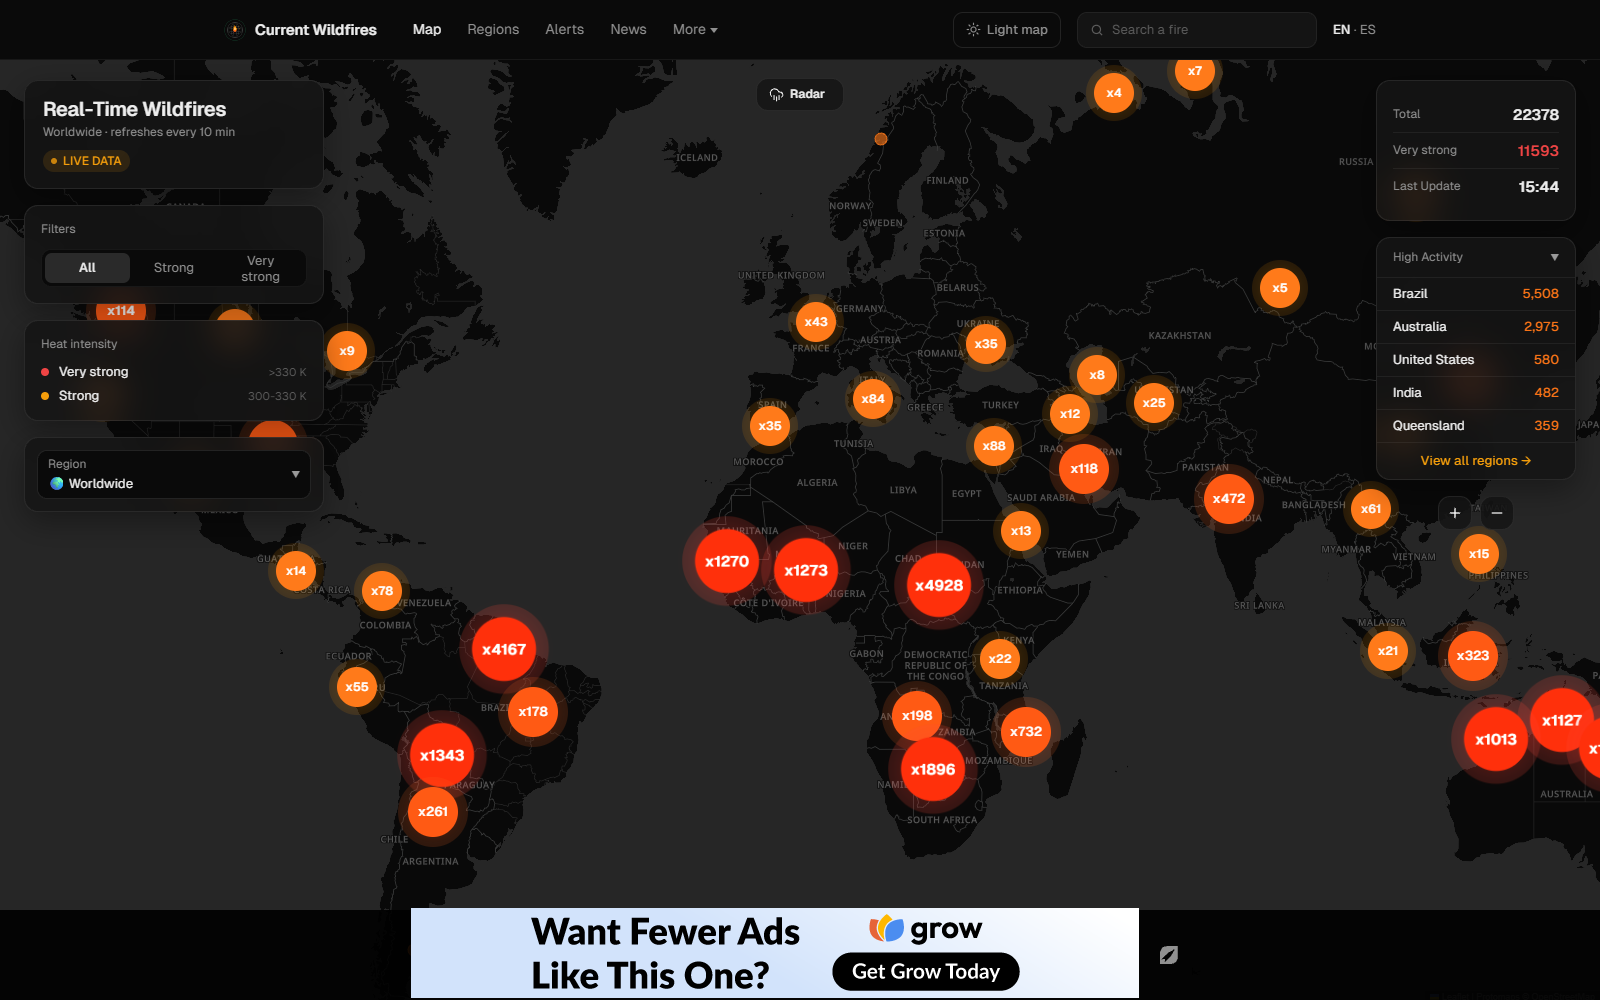 Current Wildfires
Map
Regions
Alerts
News
More
Light map
Search a fire
EN · ES
Real-Time Wildfires
Worldwide · refreshes every 10 min
LIVE DATA
Filters
All
Strong
Very strong
Heat intensity
Very strong
>330 K
Strong
300-330 K
Region
Worldwide
Radar
Total
22378
Very strong
11593
Last Update
15:44
High Activity
Brazil
5,508
Australia
2,975
United States
580
India
482
Queensland
359
View all regions →
+
−
x7
x4
ICELAND
RUSSIA
FINLAND
NORWAY
SWEDEN
ESTONIA
UNITED KINGDOM
BELARUS
x5
x114
GERMANY
x43
UKRAINE
KAZAKHSTAN
AUSTRIA
x35
FRANCE
ROMANIA
x9
x8
ITALY
x84
SPAIN
GREECE
TURKEY
x25
x12
x35
TUNISIA
x88
IRAQ
MOROCCO
x118
PAKISTAN
ALGERIA
LIBYA
EGYPT
SAUDI ARABIA
NEPAL
x472
BANGLADESH
x61
x13
NIGER
YEMEN
MYANMAR
VIETNAM
x15
x1270
x1273
CHAD
x14
PHILIPPINES
x4928
ETHIOPIA
COSTA RICA
x78
VENEZUELA
CÔTE D'IVOIRE
NIGERIA
SRI LANKA
COLOMBIA
MALAYSIA
x4167
KENYA
ECUADOR
GABON
DEMOCRATIC
REPUBLIC OF
THE CONGO
x22
x21
x323
x55
TANZANIA
BRAZIL
x178
x198
x732
ZAMBIA
x1127
x1013
x1343
x1896
MOZAMBIQUE
x261
AUSTRALIA
SOUTH AFRICA
CHILE
ARGENTINA
Want Fewer Ads
Like This One?
grow
Get Grow Today